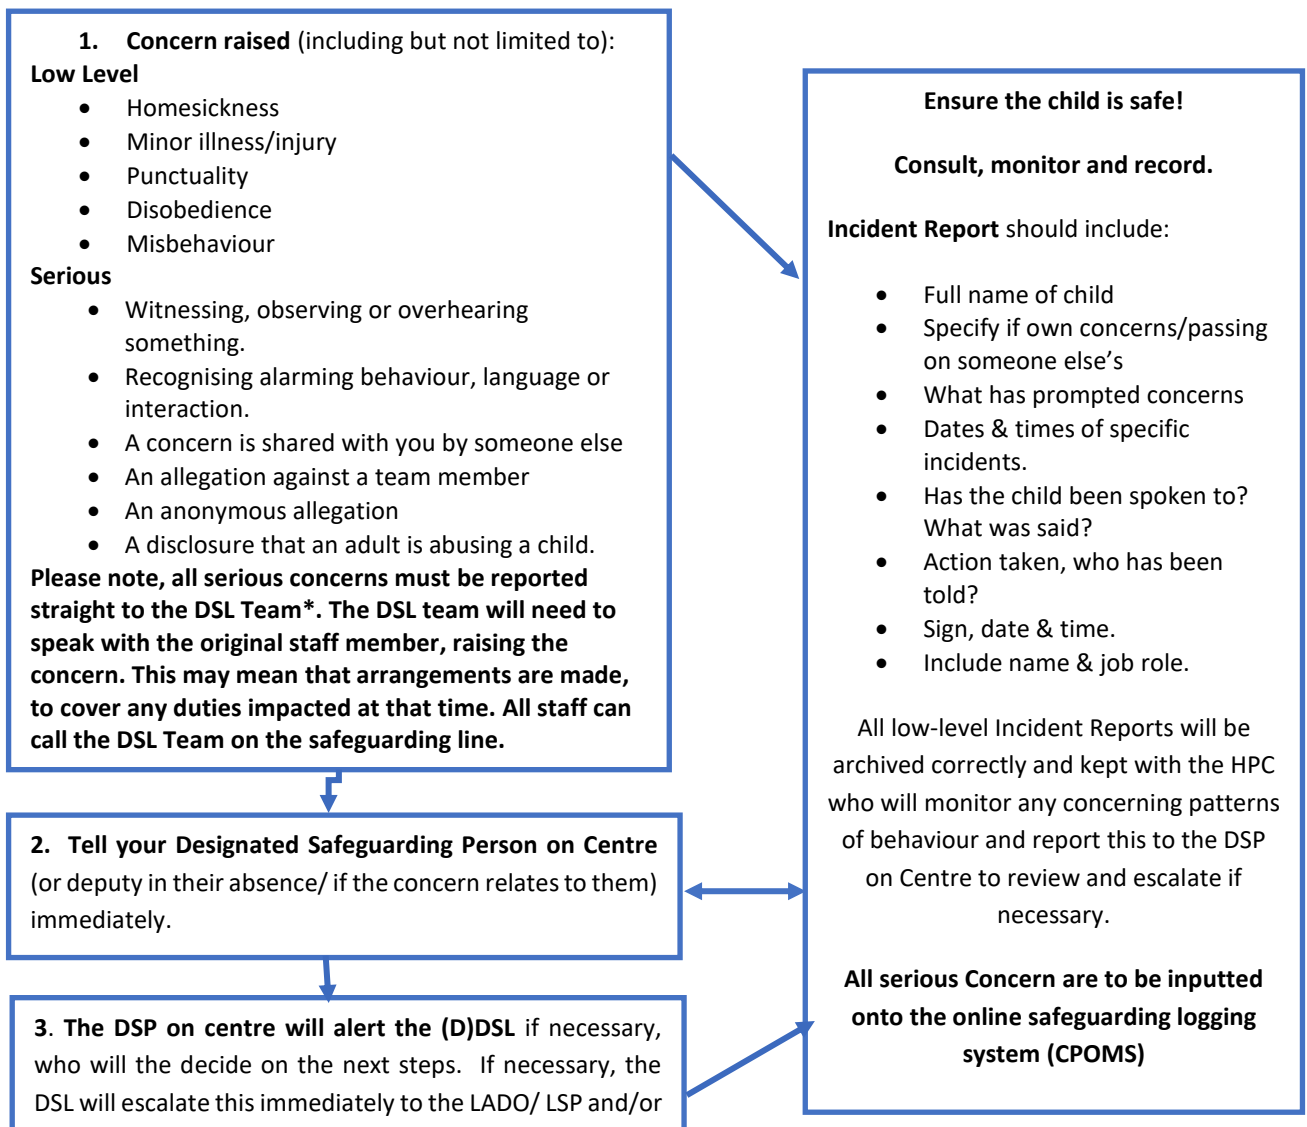 1. Concern raised (including but not limited to):
Low Level
• Homesickness
• Minor illness/injury
• Punctuality
• Disobedience
• Misbehaviour
Serious
• Witnessing, observing or overhearing
something.
• Recognising alarming behaviour, language or
interaction.
• A concern is shared with you by someone else
• An allegation against a team member
• An anonymous allegation
• A disclosure that an adult is abusing a child.
Please note, all serious concerns must be reported
straight to the DSL Team*. The DSL team will need to
speak with the original staff member, raising the
concern. This may mean that arrangements are made,
to cover any duties impacted at that time. All staff can
call the DSL Team on the safeguarding line.
2. Tell your Designated Safeguarding Person on Centre
(or deputy in their absence/ if the concern relates to them)
immediately.
3. The DSP on centre will alert the (D)DSL if necessary,
who will the decide on the next steps. If necessary, the
DSL will escalate this immediately to the LADO/ LSP and/or
Ensure the child is safe!
Consult, monitor and record.
Incident Report should include:
• Full name of child
• Specify if own concerns/passing
on someone else’s
• What has prompted concerns
• Dates & times of specific
incidents.
• Has the child been spoken to?
What was said?
• Action taken, who has been
told?
• Sign, date & time.
• Include name & job role.
All low-level Incident Reports will be
archived correctly and kept with the HPC
who will monitor any concerning patterns
of behaviour and report this to the DSP
on Centre to review and escalate if
necessary.
All serious Concern are to be inputted
onto the online safeguarding logging
system (CPOMS)